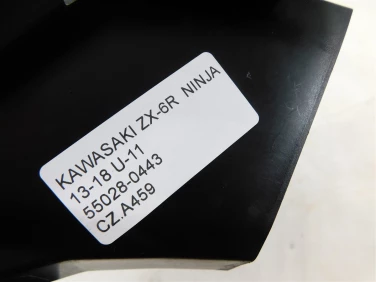 KAWASAKI ZX-6R NINJA
13-18 U-11
55028-0443
CZ.A459